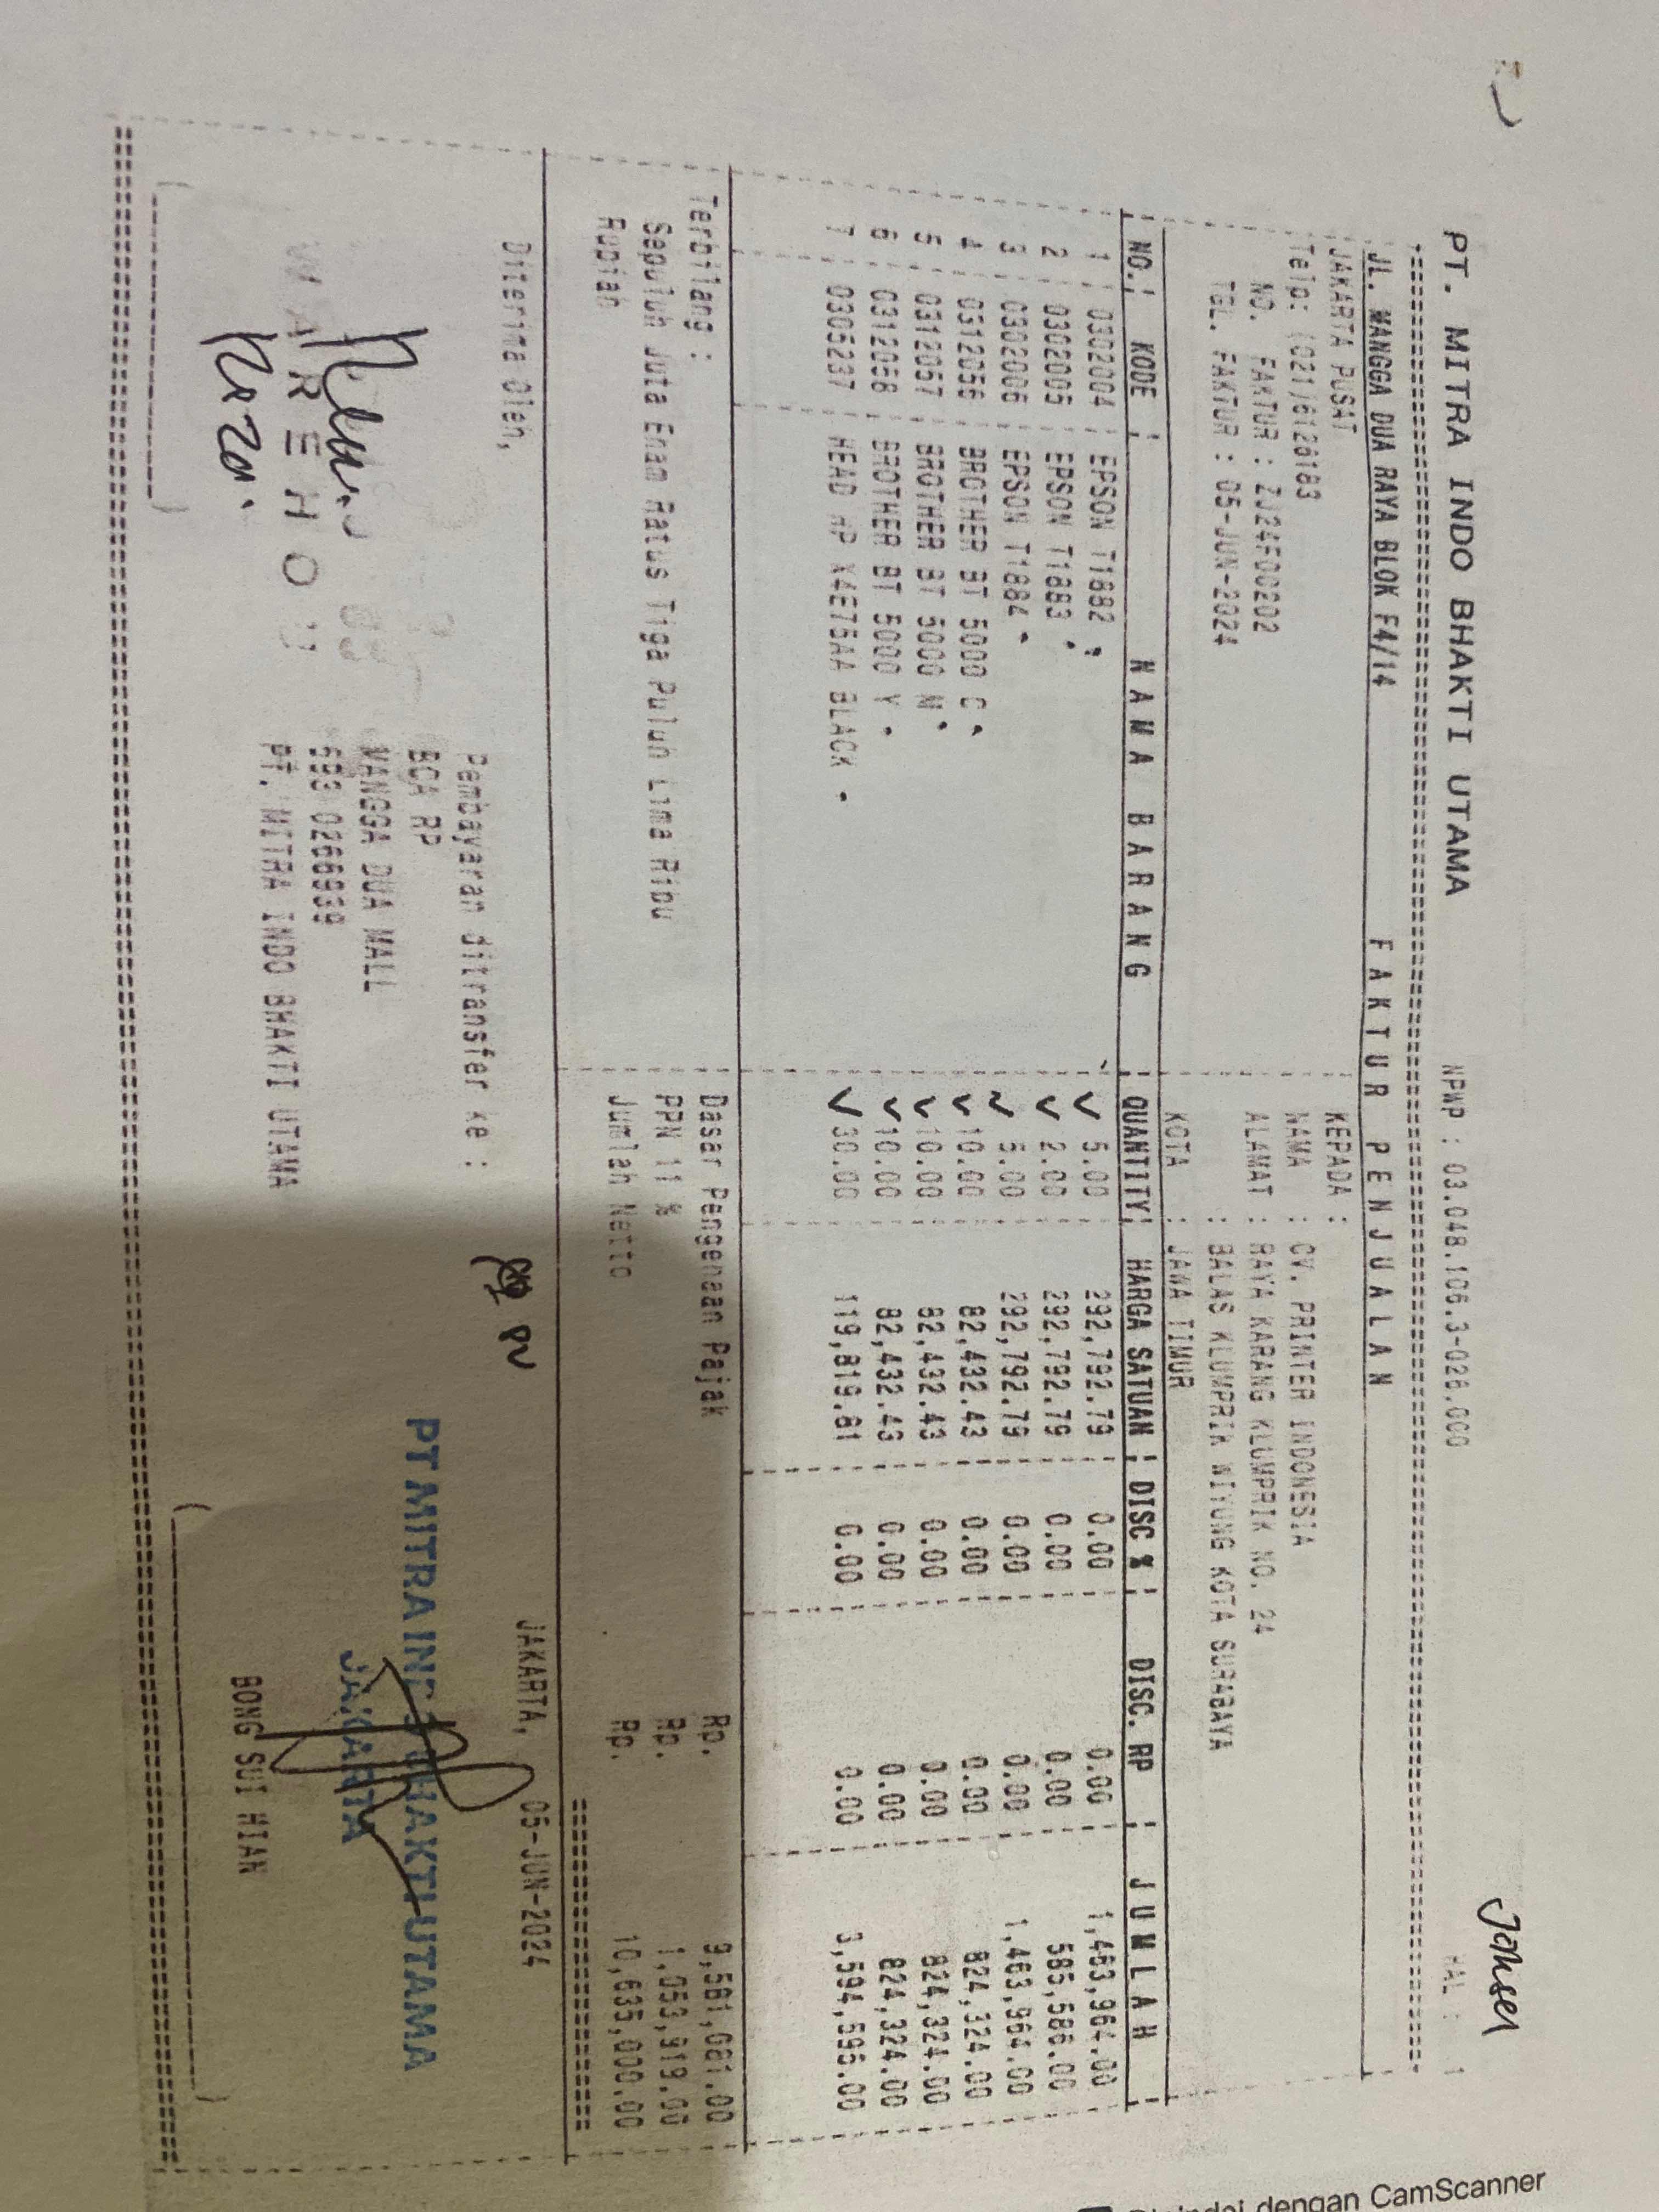 Jansen
PT. MITRA INDO BHAKTI UTAMA NPWP : 03.048.106.3-026.000 HAL : 1
JL. MANGGA DUA RAYA BLOK F4/14 FAKTUR PENJUALAN
JAKARTA PUSAT KEPADA :
Telp: (021)6126183 NAMA : CV. PRINTER INDONESIA
NO. FAKTUR : ZJ24F00202 ALAMAT : RAYA KARANG KLUMPRIK NO. 24
TGL. FAKTUR : 05-JUN-2024 : BALAS KLUMPRIK WIYUNG KOTA SURABAYA
KOTA : JAWA TIMUR
NO. KODE NAMA BARANG QUANTITY HARGA SATUAN DISC % DISC. RP JUMLAH
1 0302004 EPSON T1882 5.00 292,792.79 0.00 0.00 1,463,964.00
2 0302005 EPSON T1883 2.00 292,792.79 0.00 0.00 585,586.00
3 0302006 EPSON T1884 5.00 292,792.79 0.00 0.00 1,463,964.00
4 0312056 BROTHER BT 5000 C 10.00 82,432.43 0.00 0.00 824,324.00
5 0312057 BROTHER BT 5000 M 10.00 82,432.43 0.00 0.00 824,324.00
6 0312058 BROTHER BT 5000 Y 10.00 82,432.43 0.00 0.00 824,324.00
7 0305237 HEAD HP X4E75AA BLACK 30.00 119,819.81 0.00 0.00 3,594,595.00
Terbilang : Dasar Pengenaan Pajak Rp. 9,581,081.00
Sepuluh Juta Enam Ratus Tiga Puluh Lima Ribu PPN 11 % Rp. 1,053,919.00
Rupiah Jumlah Netto Rp. 10,635,000.00
Diterima Oleh, JAKARTA, 05-JUN-2024
Pembayaran ditransfer ke :
BCA RP
MANGGA DUA MALL
0266939
PT. MITRA INDO BHAKTI UTAMA
WAREHOU
PT MITRA INDO BHAKTI UTAMA
JAKARTA
BONG SUI HIAN
dengan CamScanner